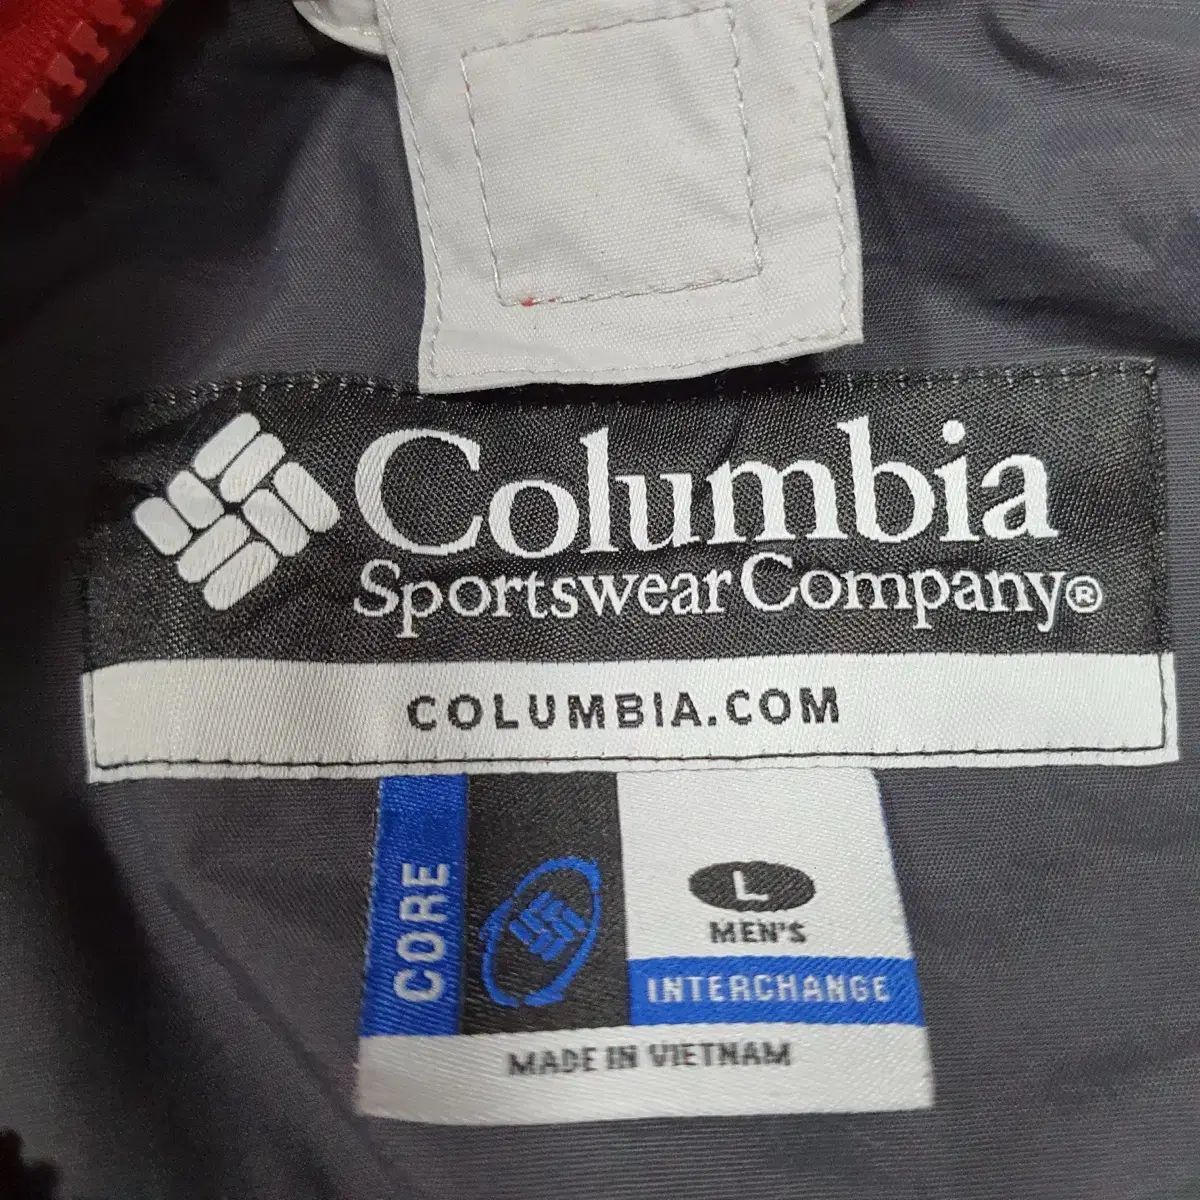 Columbia
Sportswear Company®
COLUMBIA.COM
CORE
L
MEN'S
INTERCHANGE
MADE IN VIETNAM